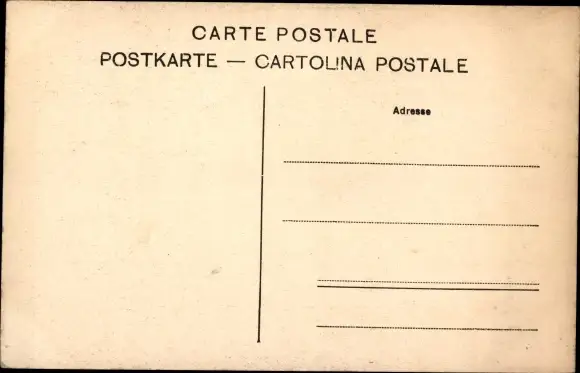 CARTE POSTALE
POSTKARTE — CARTOLINA POSTALE
Adresse